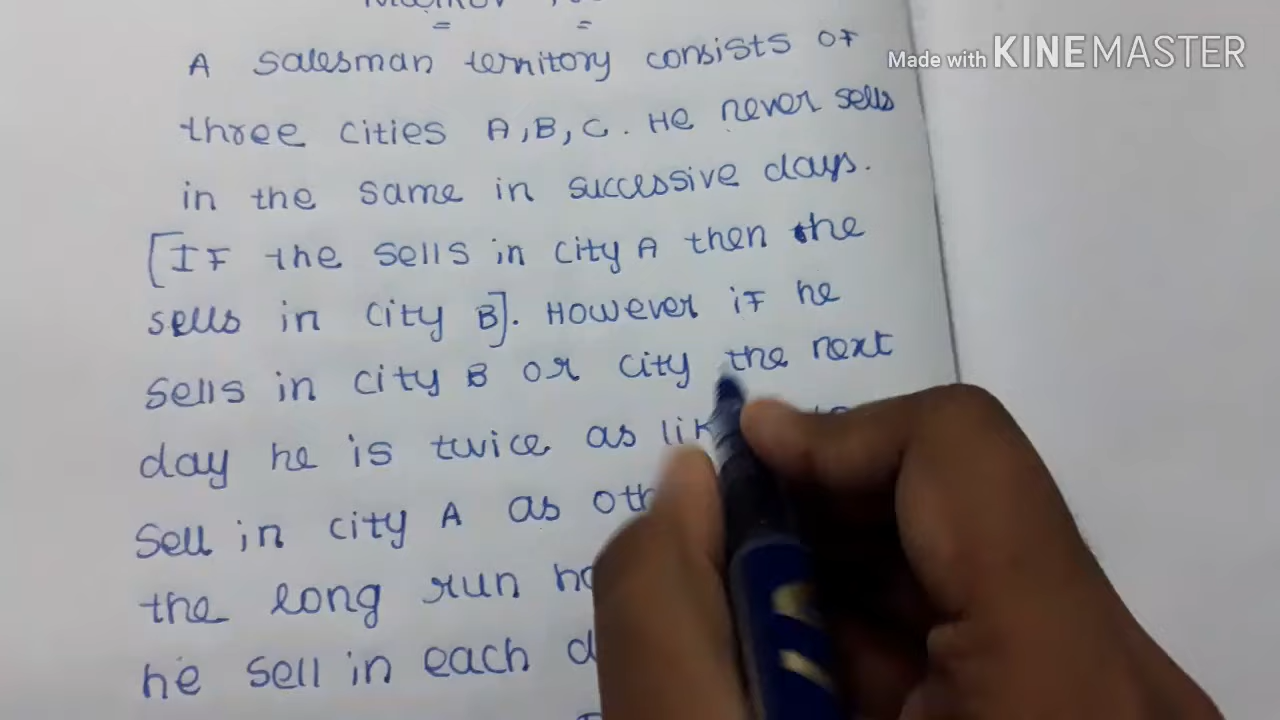 A salesman ternitory consists of
Made with KINEMASTER
three cities A, B, C. He never sells
in the same in successive days.
[If the sells in city A then the
sells in city B]. However if he
sells in city B or city the next
day he is twice as
sell in city A as
the long run
he sell in each